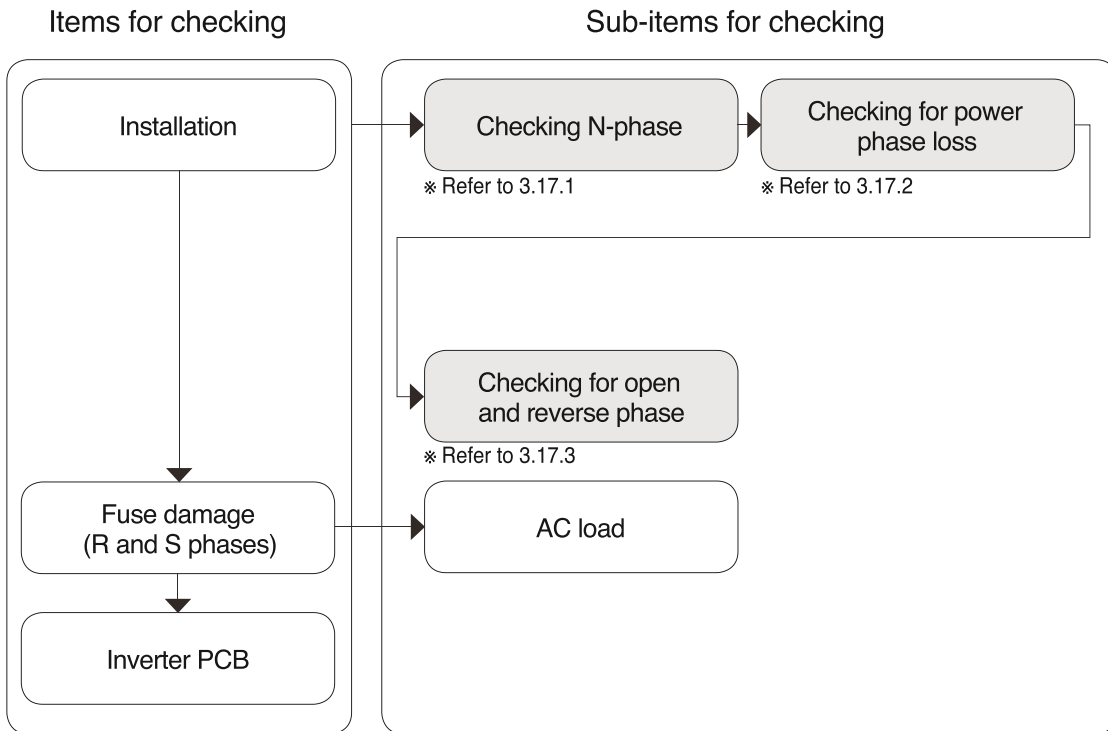 Items for checking
Sub-items for checking
Installation
Checking N-phase
※ Refer to 3.17.1
Checking for power
phase loss
※ Refer to 3.17.2
Checking for open
and reverse phase
※ Refer to 3.17.3
Fuse damage
(R and S phases)
AC load
Inverter PCB